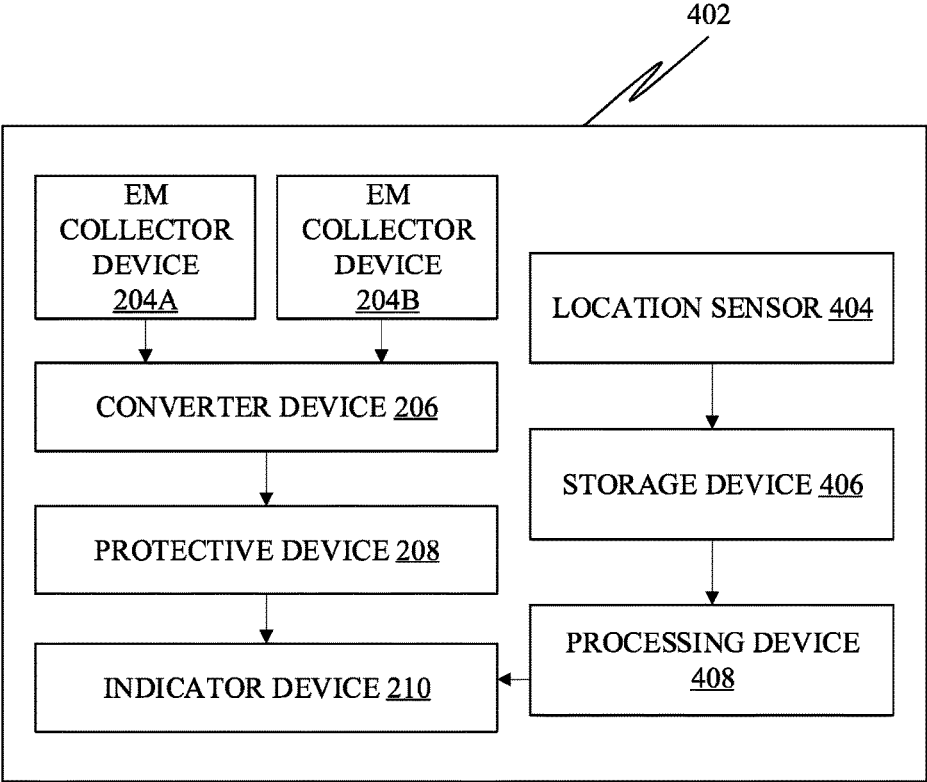 402
EM
COLLECTOR
DEVICE
204A
EM
COLLECTOR
DEVICE
204B
LOCATION SENSOR 404
CONVERTER DEVICE 206
STORAGE DEVICE 406
PROTECTIVE DEVICE 208
PROCESSING DEVICE
408
INDICATOR DEVICE 210